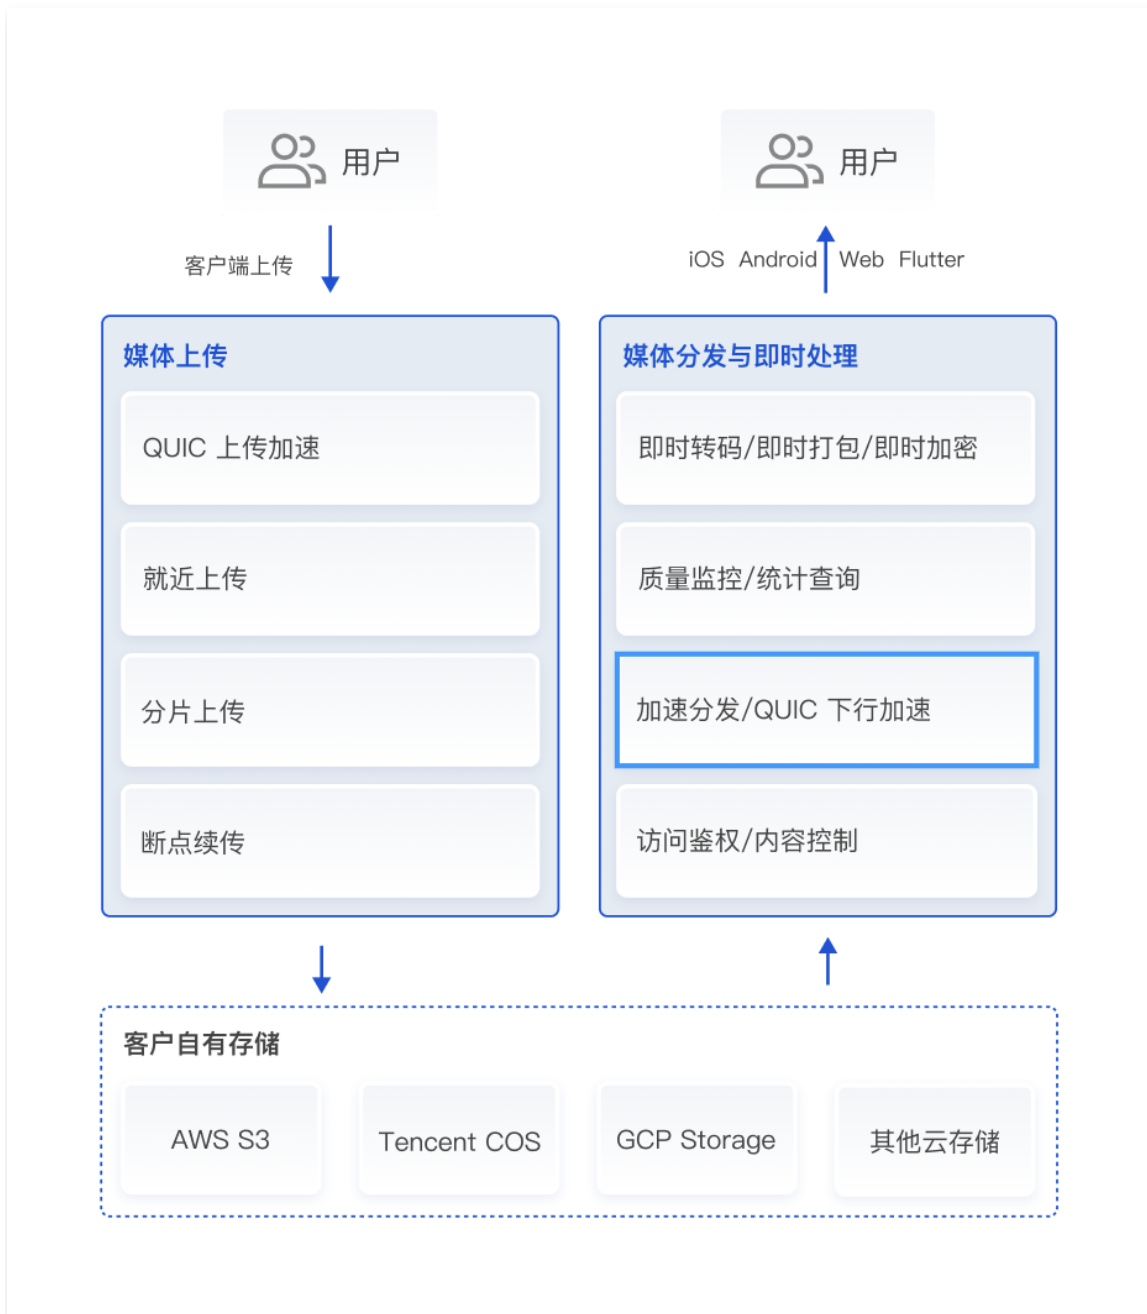 用户
用户
客户端上传
iOS Android Web Flutter
媒体上传
QUIC 上传加速
就近上传
分片上传
断点续传
媒体分发与即时处理
即时转码/即时打包/即时加密
质量监控/统计查询
加速分发/QUIC 下行加速
访问鉴权/内容控制
客户自有存储
AWS S3
Tencent COS
GCP Storage
其他云存储